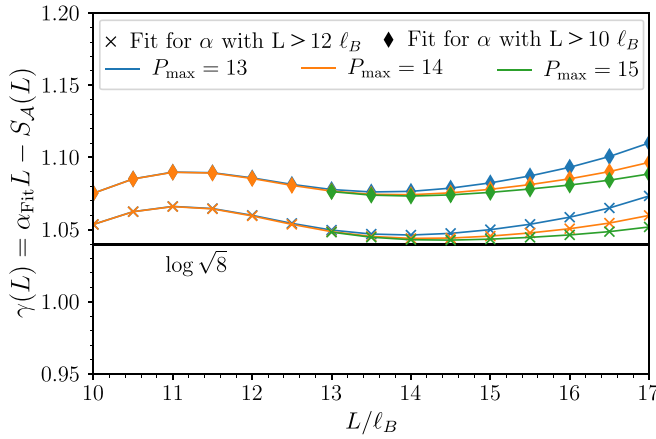 1.20
1.15
1.10
1.05
1.00
0.95
γ(L) = α_Fit L − S_𝒜(L)
× Fit for α with L > 12 ℓ_B ♦ Fit for α with L > 10 ℓ_B
P_max = 13 P_max = 14 P_max = 15
log √8
10 11 12 13 14 15 16 17
L/ℓ_B